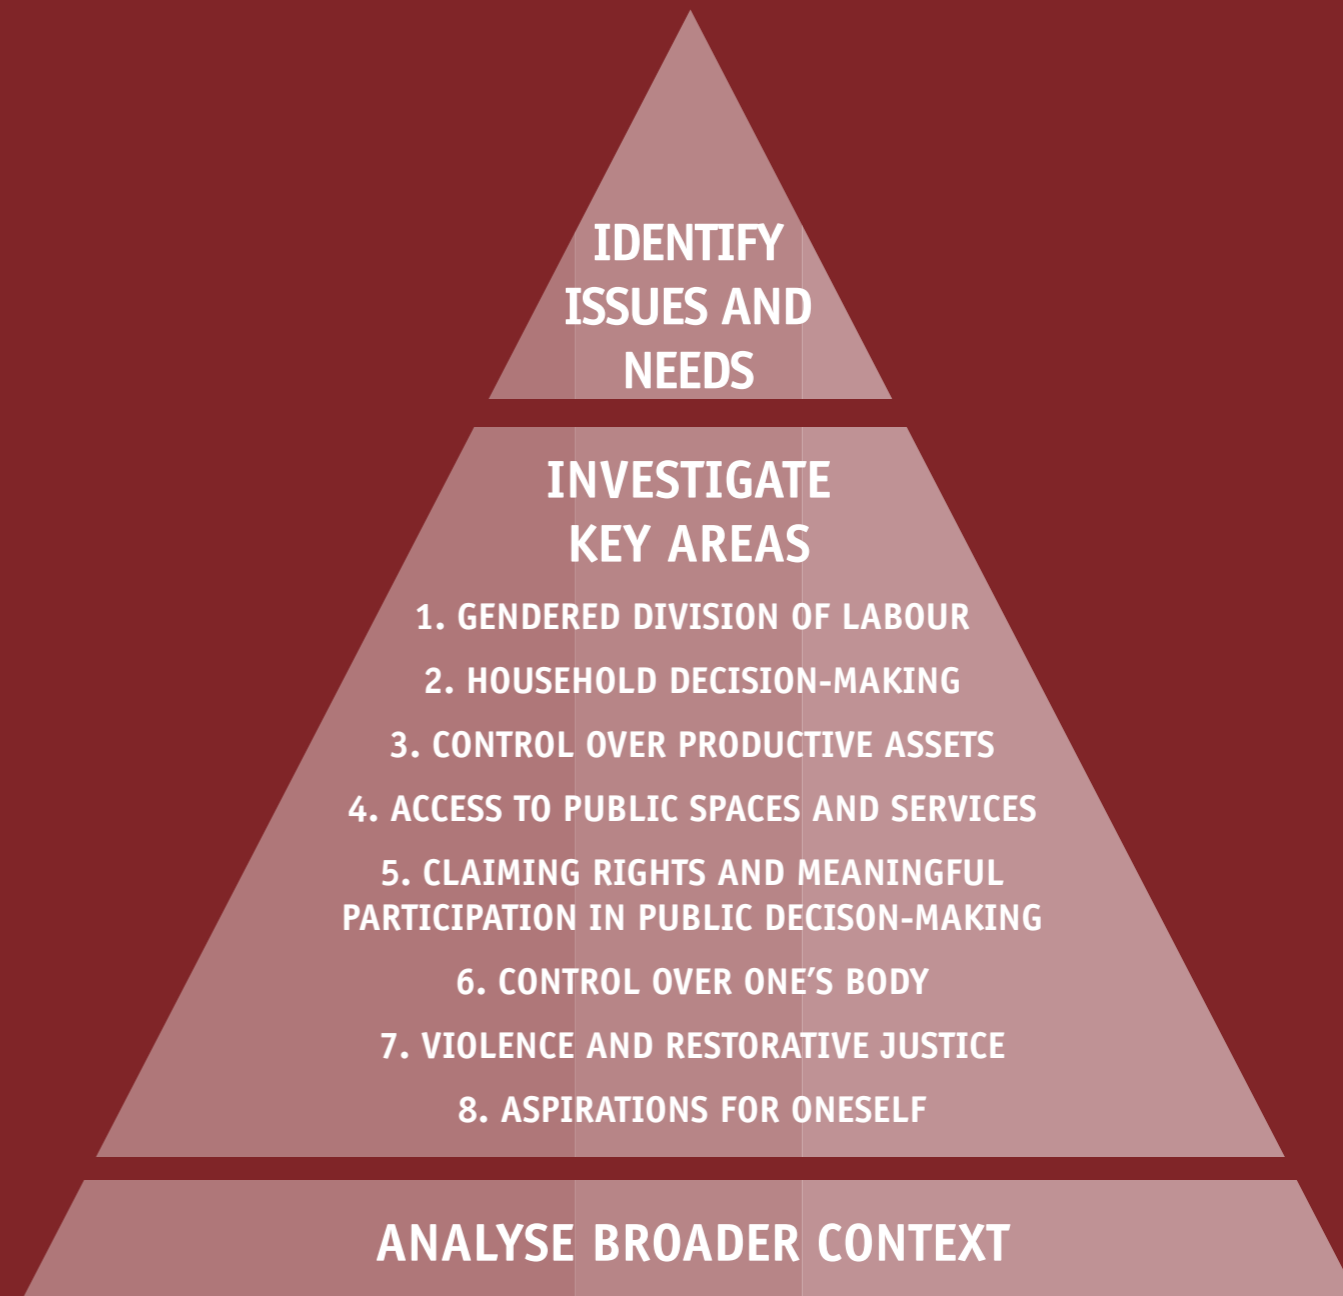 IDENTIFY
ISSUES AND
NEEDS
INVESTIGATE
KEY AREAS
1. GENDERED DIVISION OF LABOUR
2. HOUSEHOLD DECISION-MAKING
3. CONTROL OVER PRODUCTIVE ASSETS
4. ACCESS TO PUBLIC SPACES AND SERVICES
5. CLAIMING RIGHTS AND MEANINGFUL
PARTICIPATION IN PUBLIC DECISON-MAKING
6. CONTROL OVER ONE'S BODY
7. VIOLENCE AND RESTORATIVE JUSTICE
8. ASPIRATIONS FOR ONESELF
ANALYSE BROADER CONTEXT